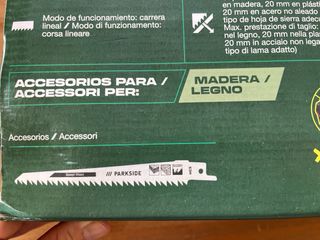 Modo de funcionamiento: carrera
lineal / Modo di funzionamento:
corsa lineare
en madera, 20 mm en plást
20 mm en acero no aleado
tipo de hoja de sierra adec
Max. prestazione di taglio:
nel legno, 20 mm nella plast
20 mm in acciaio non legat
tipo di lama adatto)
ACCESORIOS PARA /
ACCESSORI PER:
MADERA /
LEGNO
Accesorios / Accessori
/// PARKSIDE